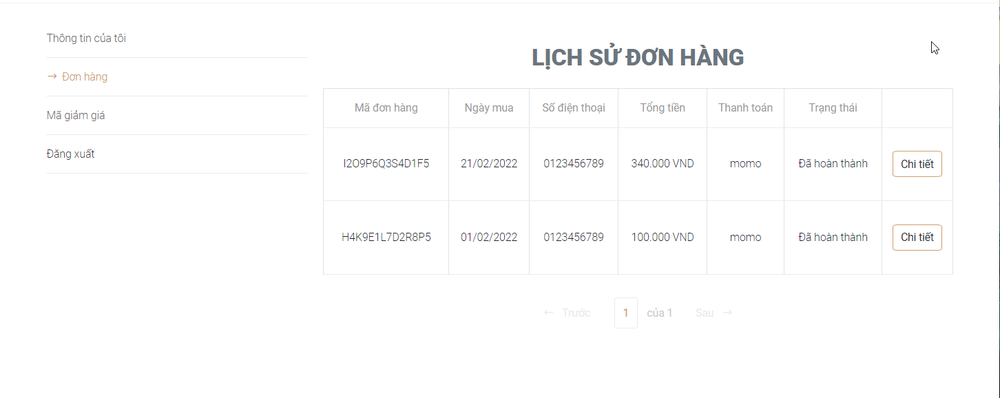 Thông tin của tôi
→ Đơn hàng
Mã giảm giá
Đăng xuất
LỊCH SỬ ĐƠN HÀNG
Mã đơn hàng Ngày mua Số điện thoại Tổng tiền Thanh toán Trạng thái
I2O9P6Q3S4D1F5 21/02/2022 0123456789 340.000 VND momo Đã hoàn thành Chi tiết
H4K9E1L7D2R8P5 01/02/2022 0123456789 100.000 VND momo Đã hoàn thành Chi tiết
← Trước 1 của 1 Sau →